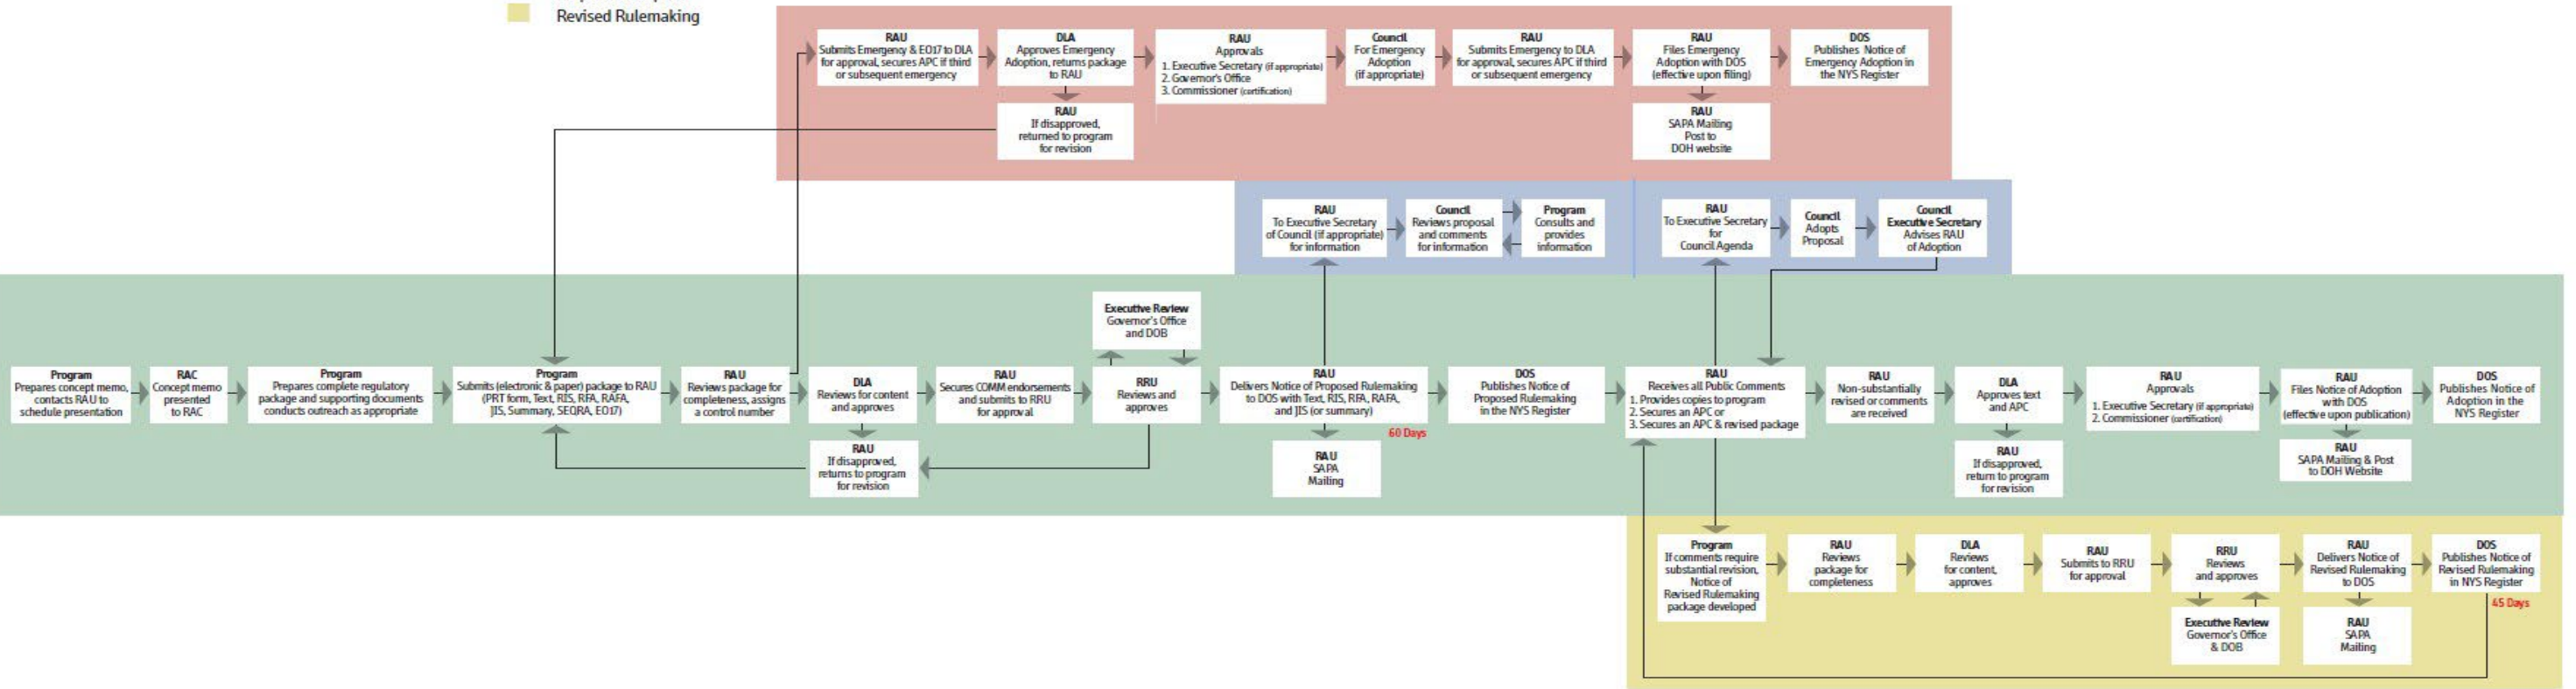 Revised Rulemaking
RAU
Submits Emergency & EO17 to DLA
for approval, secures APC if third
or subsequent emergency
DLA
Approves Emergency
Adoption, returns package
to RAU
RAU
Approvals
1. Executive Secretary (if appropriate)
2. Governor's Office
3. Commissioner (certification)
Council
For Emergency
Adoption
(if appropriate)
RAU
Submits Emergency to DLA
for approval, secures APC if third
or subsequent emergency
RAU
Files Emergency
Adoption with DOS
(effective upon filing)
DOS
Publishes Notice of
Emergency Adoption in
the NYS Register
RAU
If disapproved,
returned to program
for revision
RAU
SAPA Mailing
Post to
DOH website
RAU
To Executive Secretary
of Council (if appropriate)
for information
Council
Reviews proposal
and comments
for information
Program
Consults and
provides
information
RAU
To Executive Secretary
for
Council Agenda
Council
Adopts
Proposal
Council
Executive Secretary
Advises RAU
of Adoption
Executive Review
Governor's Office
and DOB
Program
Prepares concept memo,
contacts RAU to
schedule presentation
RAC
Concept memo
presented
to RAC
Program
Prepares complete regulatory
package and supporting documents
conducts outreach as appropriate
Program
Submits (electronic & paper) package to RAU
(PRT form, Text, RIS, RFA, RAFA,
JIS, Summary, SEQRA, EO17)
RAU
Reviews package for
completeness, assigns
a control number
DLA
Reviews for content
and approves
RAU
Secures COMM endorsements
and submits to RRU
for approval
RRU
Reviews and
approves
RAU
Delivers Notice of Proposed Rulemaking
to DOS with Text, RIS, RFA, RAFA,
and JIS (or summary)
DOS
Publishes Notice of
Proposed Rulemaking
in the NYS Register
RAU
Receives all Public Comments
1. Provides copies to program
2. Secures an APC or
3. Secures an APC & revised package
RAU
Non-substantially
revised or comments
are received
DLA
Approves text
and APC
RAU
Approvals
1. Executive Secretary (if appropriate)
2. Commissioner (certification)
RAU
Files Notice of Adoption
with DOS
(effective upon publication)
DOS
Publishes Notice of
Adoption in the
NYS Register
60 Days
RAU
If disapproved,
returns to program
for revision
RAU
SAPA
Mailing
RAU
If disapproved,
return to program
for revision
RAU
SAPA Mailing & Post
to DOH Website
Program
If comments require
substantial revision,
Notice of
Revised Rulemaking
package developed
RAU
Reviews
package for
completeness
DLA
Reviews
for content,
approves
RAU
Submits to RRU
for approval
RRU
Reviews
and approves
RAU
Delivers Notice of
Revised Rulemaking
to DOS
DOS
Publishes Notice of
Revised Rulemaking
in NYS Register
45 Days
Executive Review
Governor's Office
& DOB
RAU
SAPA
Mailing